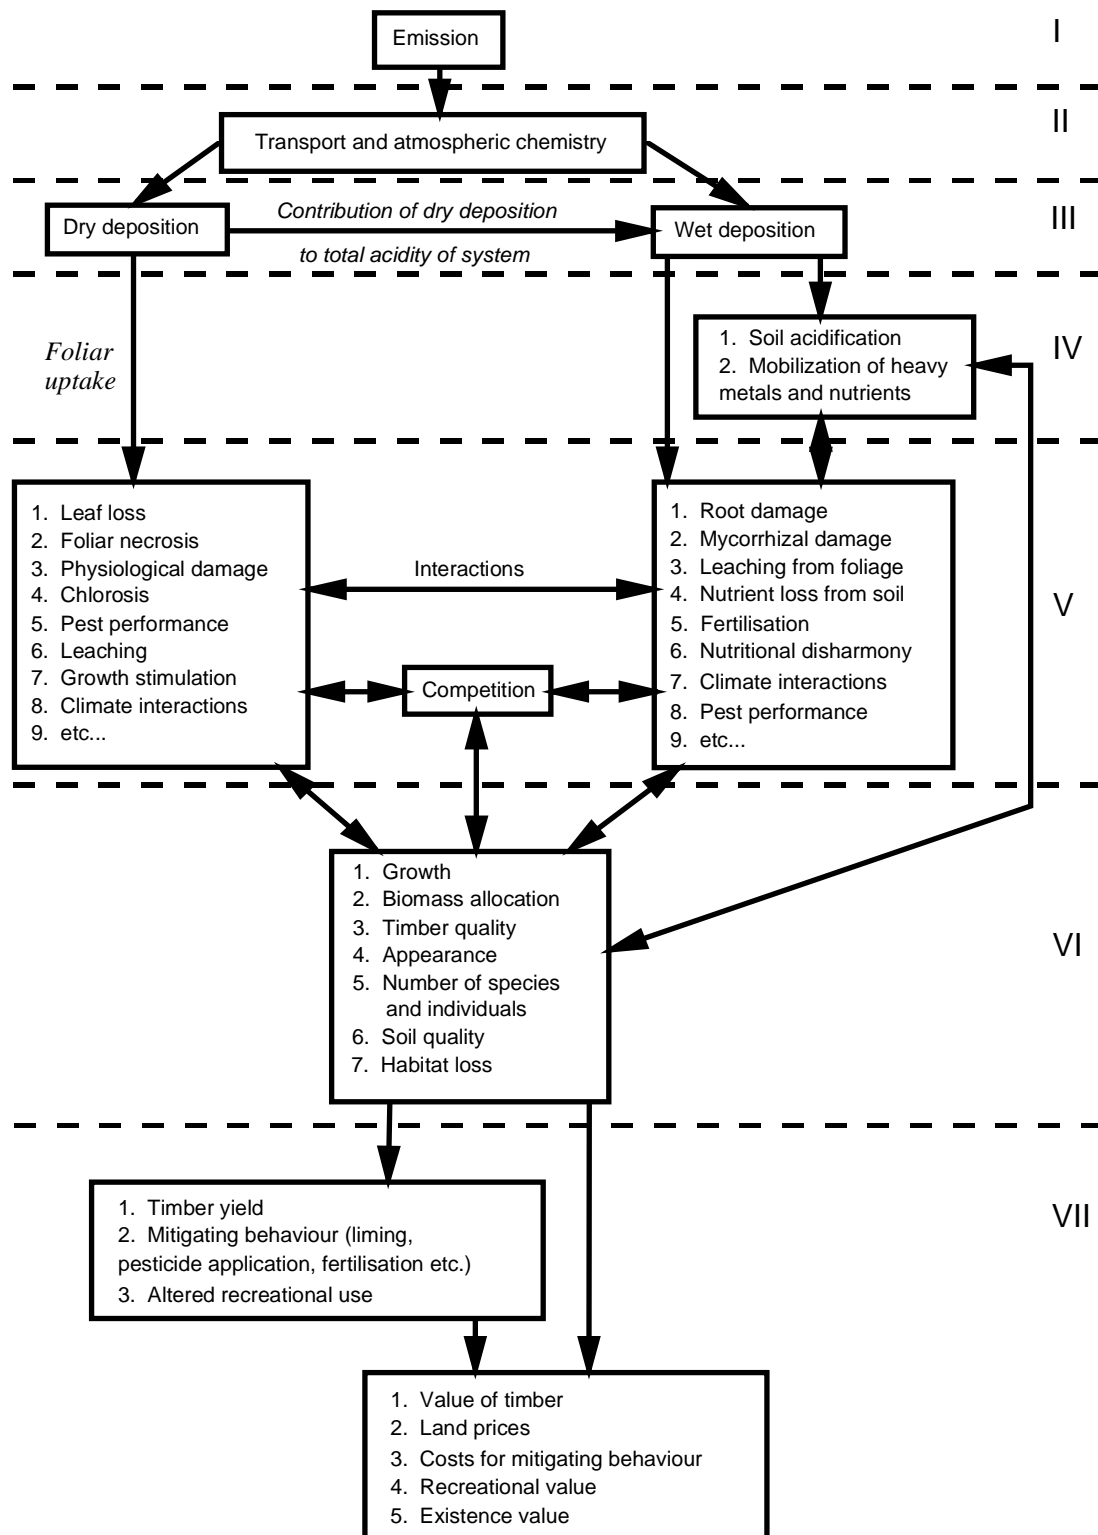 Emission
I
II
Transport and atmospheric chemistry
Dry deposition
Contribution of dry deposition
to total acidity of system
Wet deposition
III
Foliar
uptake
1. Soil acidification
2. Mobilization of heavy
metals and nutrients
IV
1. Leaf loss
2. Foliar necrosis
3. Physiological damage
4. Chlorosis
5. Pest performance
6. Leaching
7. Growth stimulation
8. Climate interactions
9. etc...
Interactions
Competition
1. Root damage
2. Mycorrhizal damage
3. Leaching from foliage
4. Nutrient loss from soil
5. Fertilisation
6. Nutritional disharmony
7. Climate interactions
8. Pest performance
9. etc...
V
1. Growth
2. Biomass allocation
3. Timber quality
4. Appearance
5. Number of species
and individuals
6. Soil quality
7. Habitat loss
VI
1. Timber yield
2. Mitigating behaviour (liming,
pesticide application, fertilisation etc.)
3. Altered recreational use
VII
1. Value of timber
2. Land prices
3. Costs for mitigating behaviour
4. Recreational value
5. Existence value